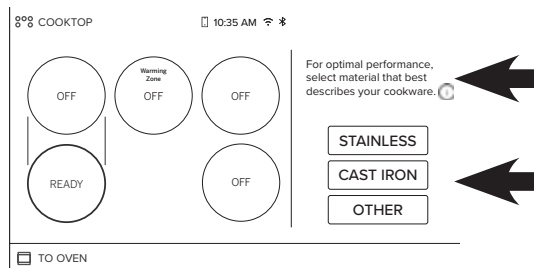 COOKTOP
10:35 AM
OFF
Warming
Zone
OFF
OFF
READY
OFF
For optimal performance,
select material that best
describes your cookware.
STAINLESS
CAST IRON
OTHER
TO OVEN